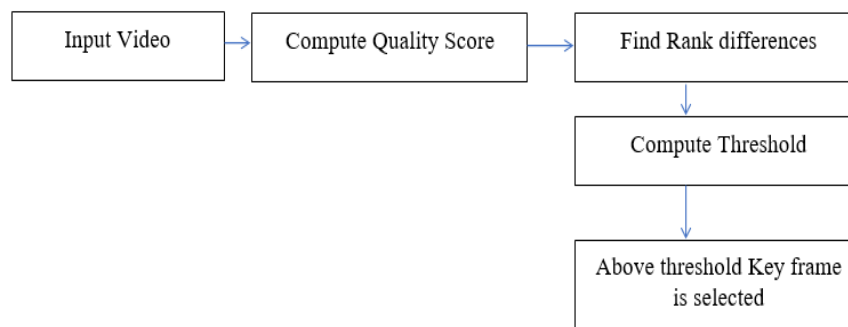 Input Video
Compute Quality Score
Find Rank differences
Compute Threshold
Above threshold Key frame
is selected